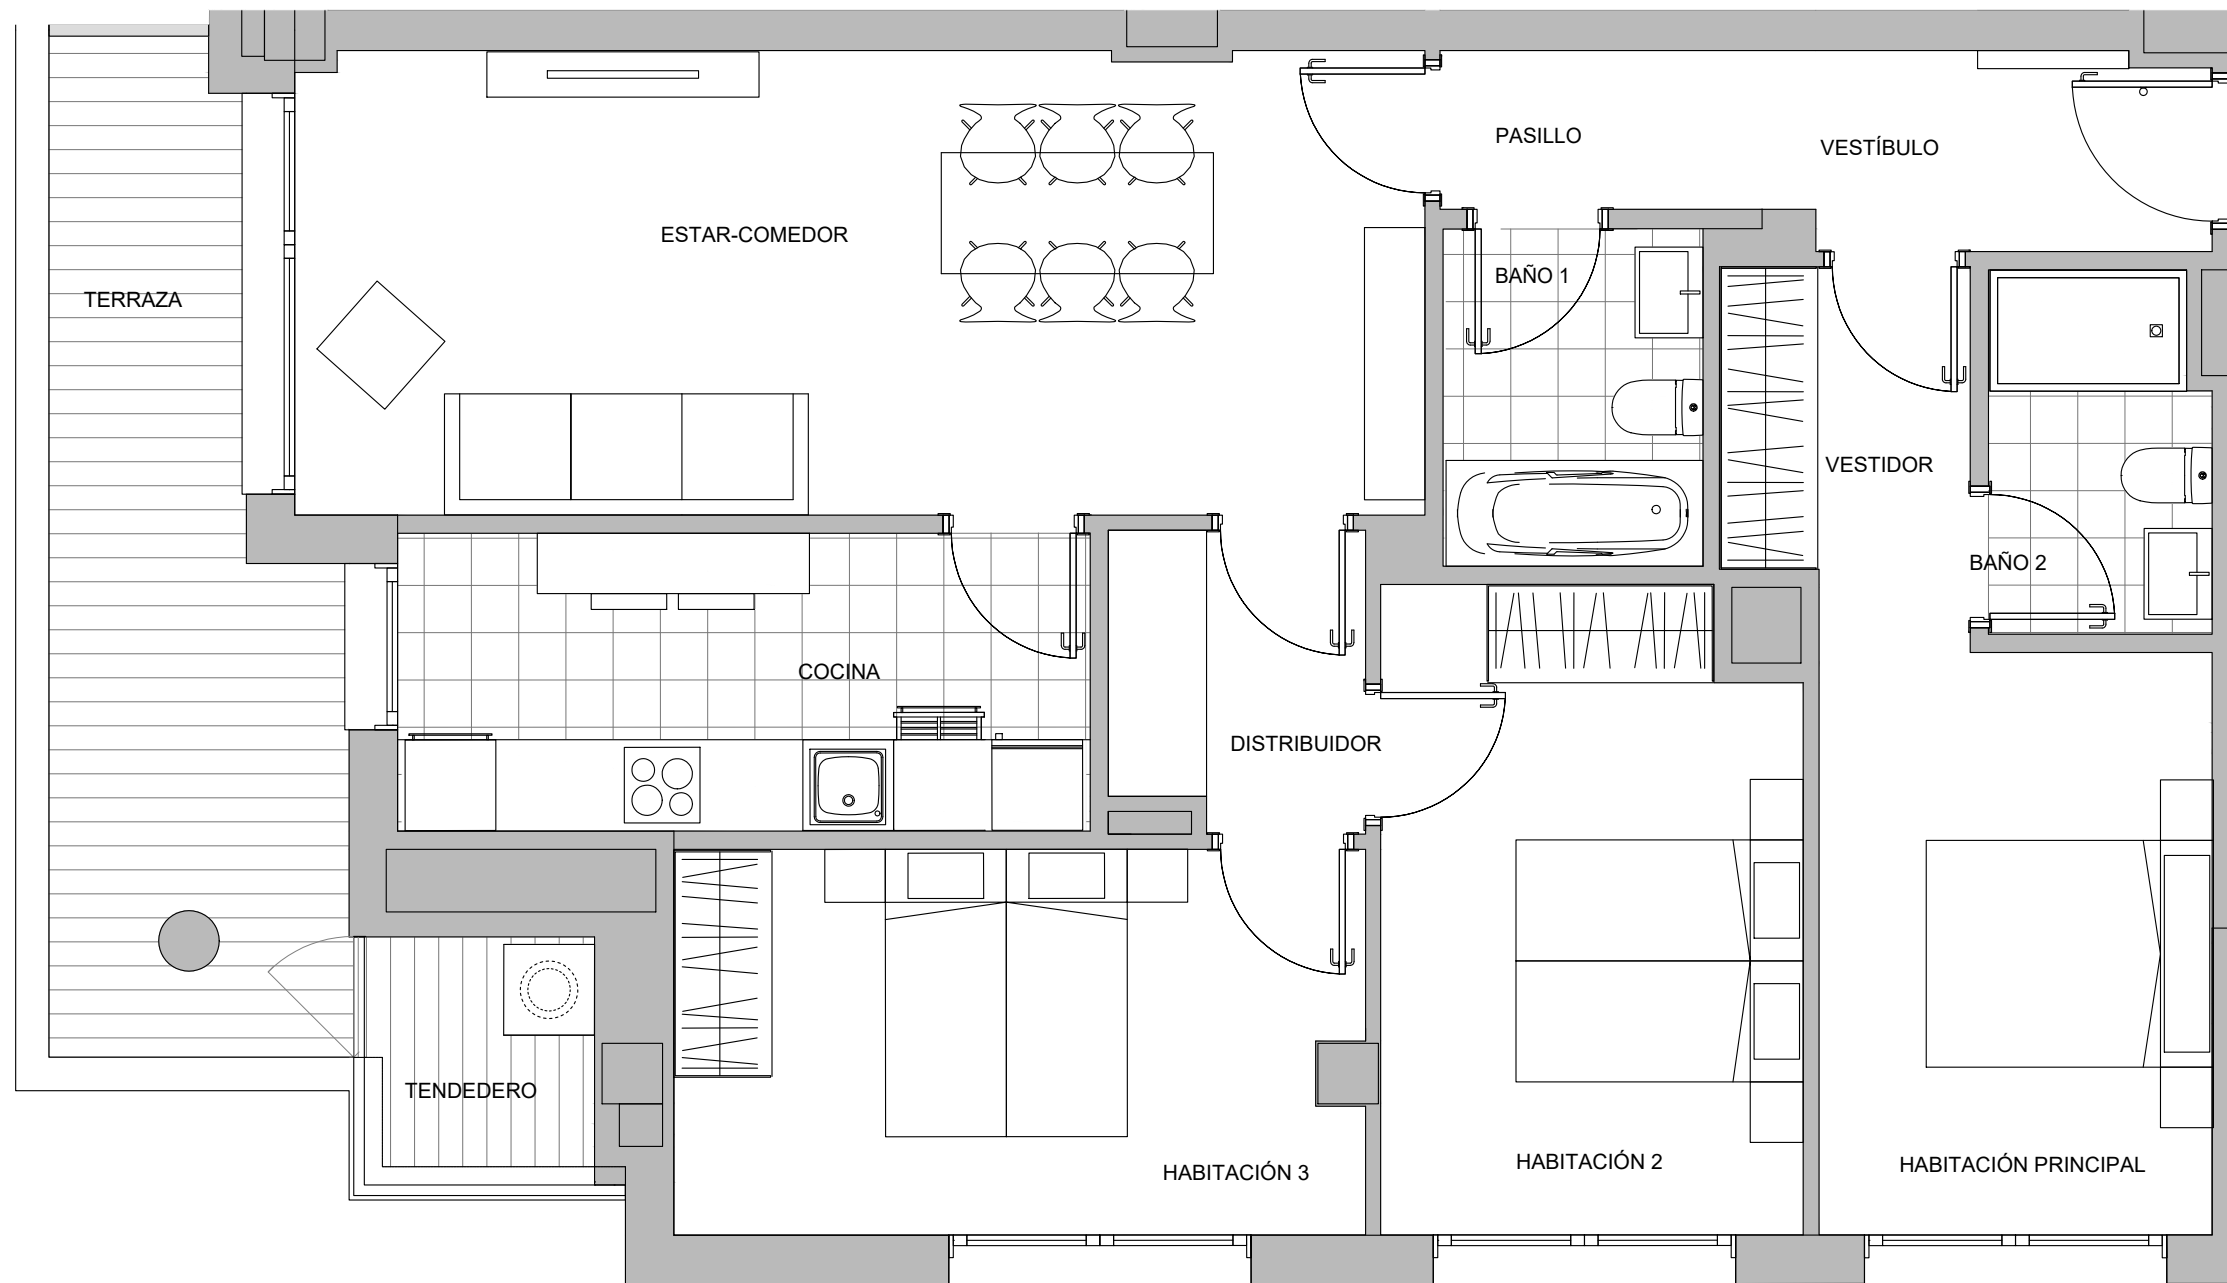 PASILLO
VESTÍBULO
ESTAR-COMEDOR
BAÑO 1
TERRAZA
VESTIDOR
BAÑO 2
COCINA
DISTRIBUIDOR
TENDEDERO
HABITACIÓN 3
HABITACIÓN 2
HABITACIÓN PRINCIPAL